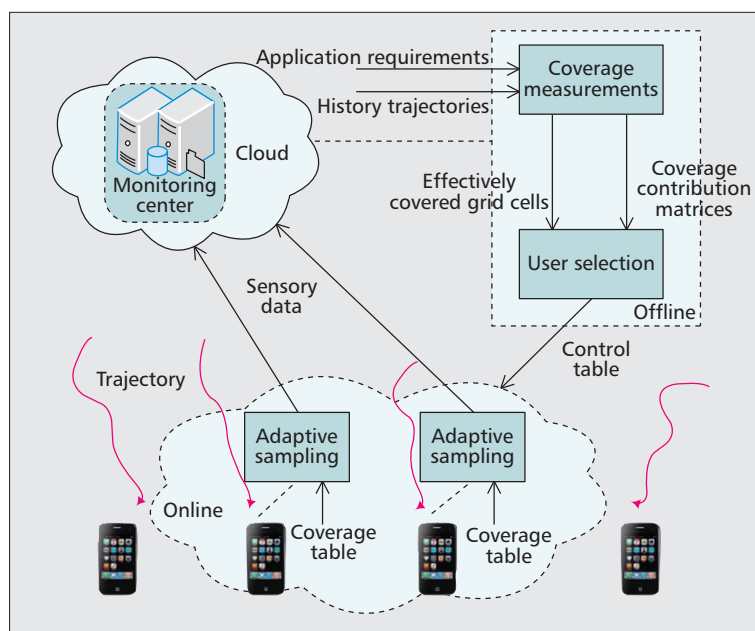 Application requirements
Coverage
measurements
History trajectories
Cloud
Monitoring
center
Effectively
covered grid cells
Coverage
contribution
matrices
User selection
Sensory
data
Offline
Control
table
Trajectory
Adaptive
sampling
Adaptive
sampling
Online
Coverage
table
Coverage
table